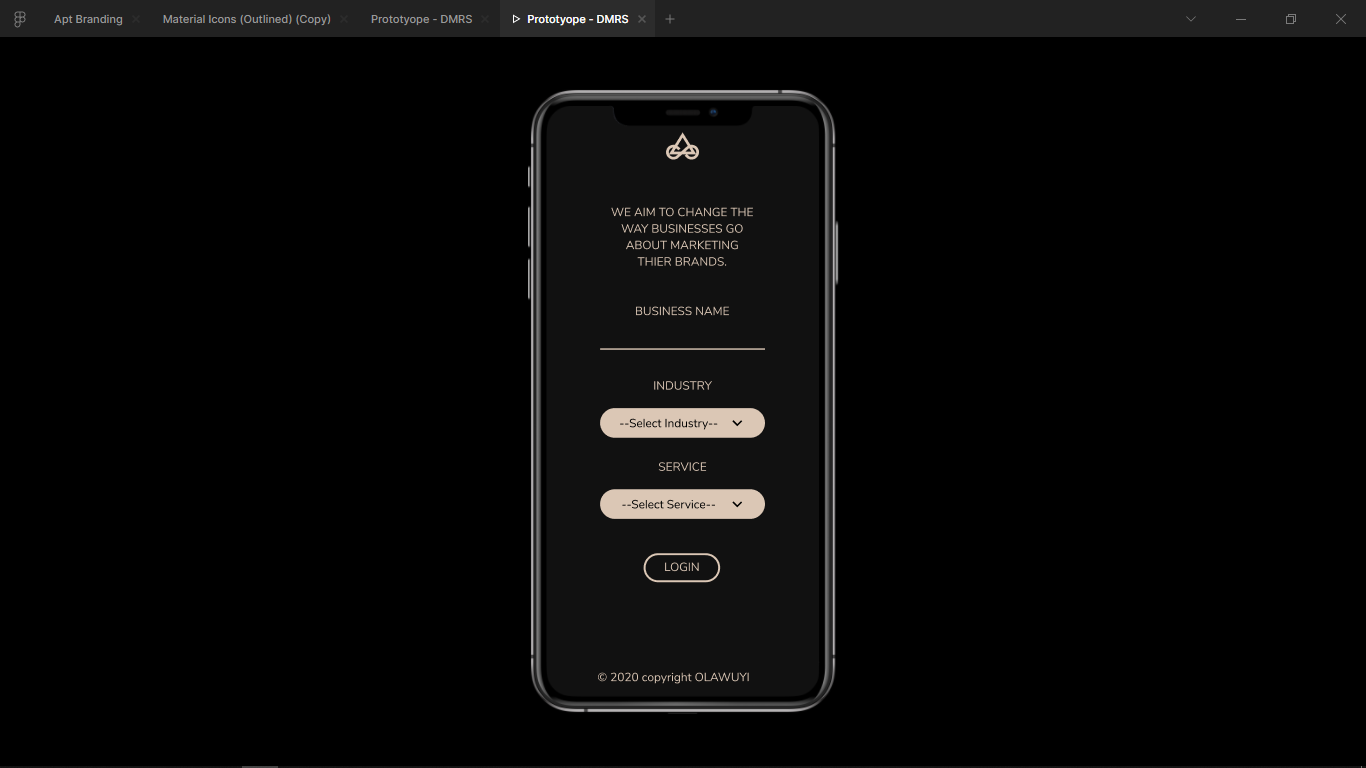 Apt Branding
Material Icons (Outlined) (Copy)
Prototyope - DMRS
Prototyope - DMRS
WE AIM TO CHANGE THE
WAY BUSINESSES GO
ABOUT MARKETING
THIER BRANDS.
BUSINESS NAME
INDUSTRY
--Select Industry--
SERVICE
--Select Service--
LOGIN
© 2020 copyright OLAWUYI